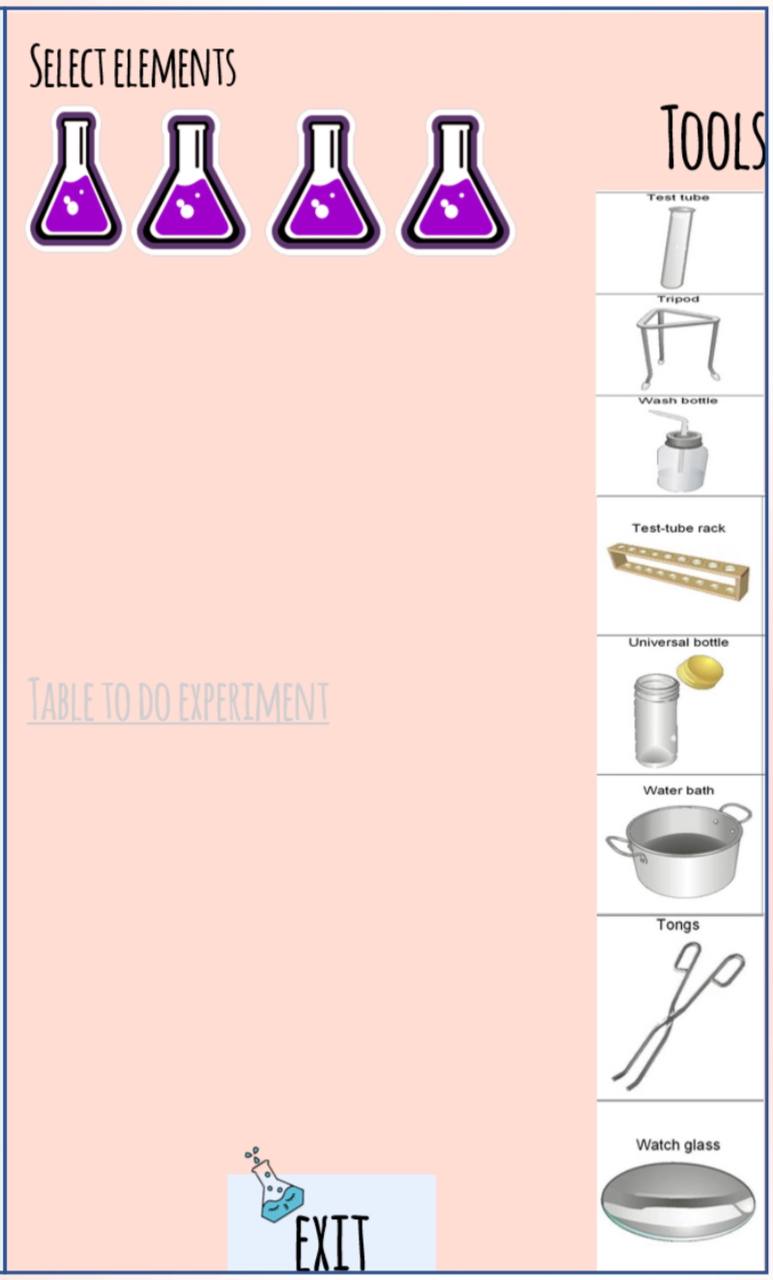 SELECT ELEMENTS
TOOLS
Test tube
Tripod
Wash bottle
Test-tube rack
Universal bottle
TABLE TO DO EXPERIMENT
Water bath
Tongs
Watch glass
EXIT